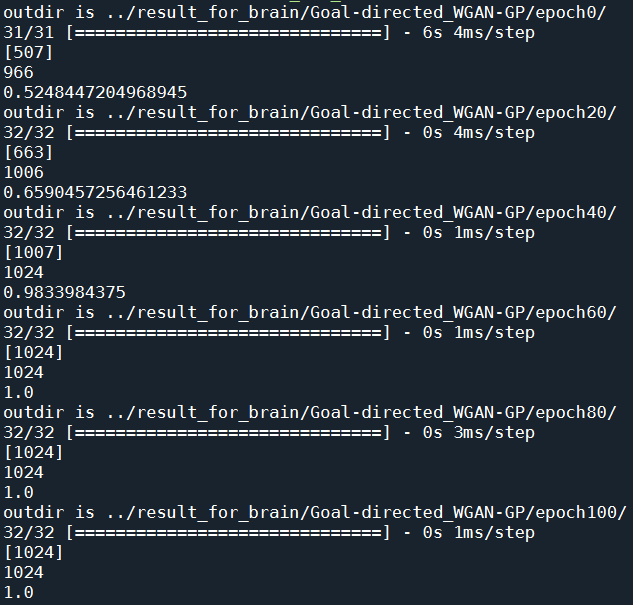 outdir is ../result_for_brain/Goal-directed_WGAN-GP/epoch0/
31/31 [==============================] - 6s 4ms/step
[507]
966
0.5248447204968945
outdir is ../result_for_brain/Goal-directed_WGAN-GP/epoch20/
32/32 [==============================] - 0s 4ms/step
[663]
1006
0.6590457256461233
outdir is ../result_for_brain/Goal-directed_WGAN-GP/epoch40/
32/32 [==============================] - 0s 1ms/step
[1007]
1024
0.9833984375
outdir is ../result_for_brain/Goal-directed_WGAN-GP/epoch60/
32/32 [==============================] - 0s 1ms/step
[1024]
1024
1.0
outdir is ../result_for_brain/Goal-directed_WGAN-GP/epoch80/
32/32 [==============================] - 0s 3ms/step
[1024]
1024
1.0
outdir is ../result_for_brain/Goal-directed_WGAN-GP/epoch100/
32/32 [==============================] - 0s 1ms/step
[1024]
1024
1.0